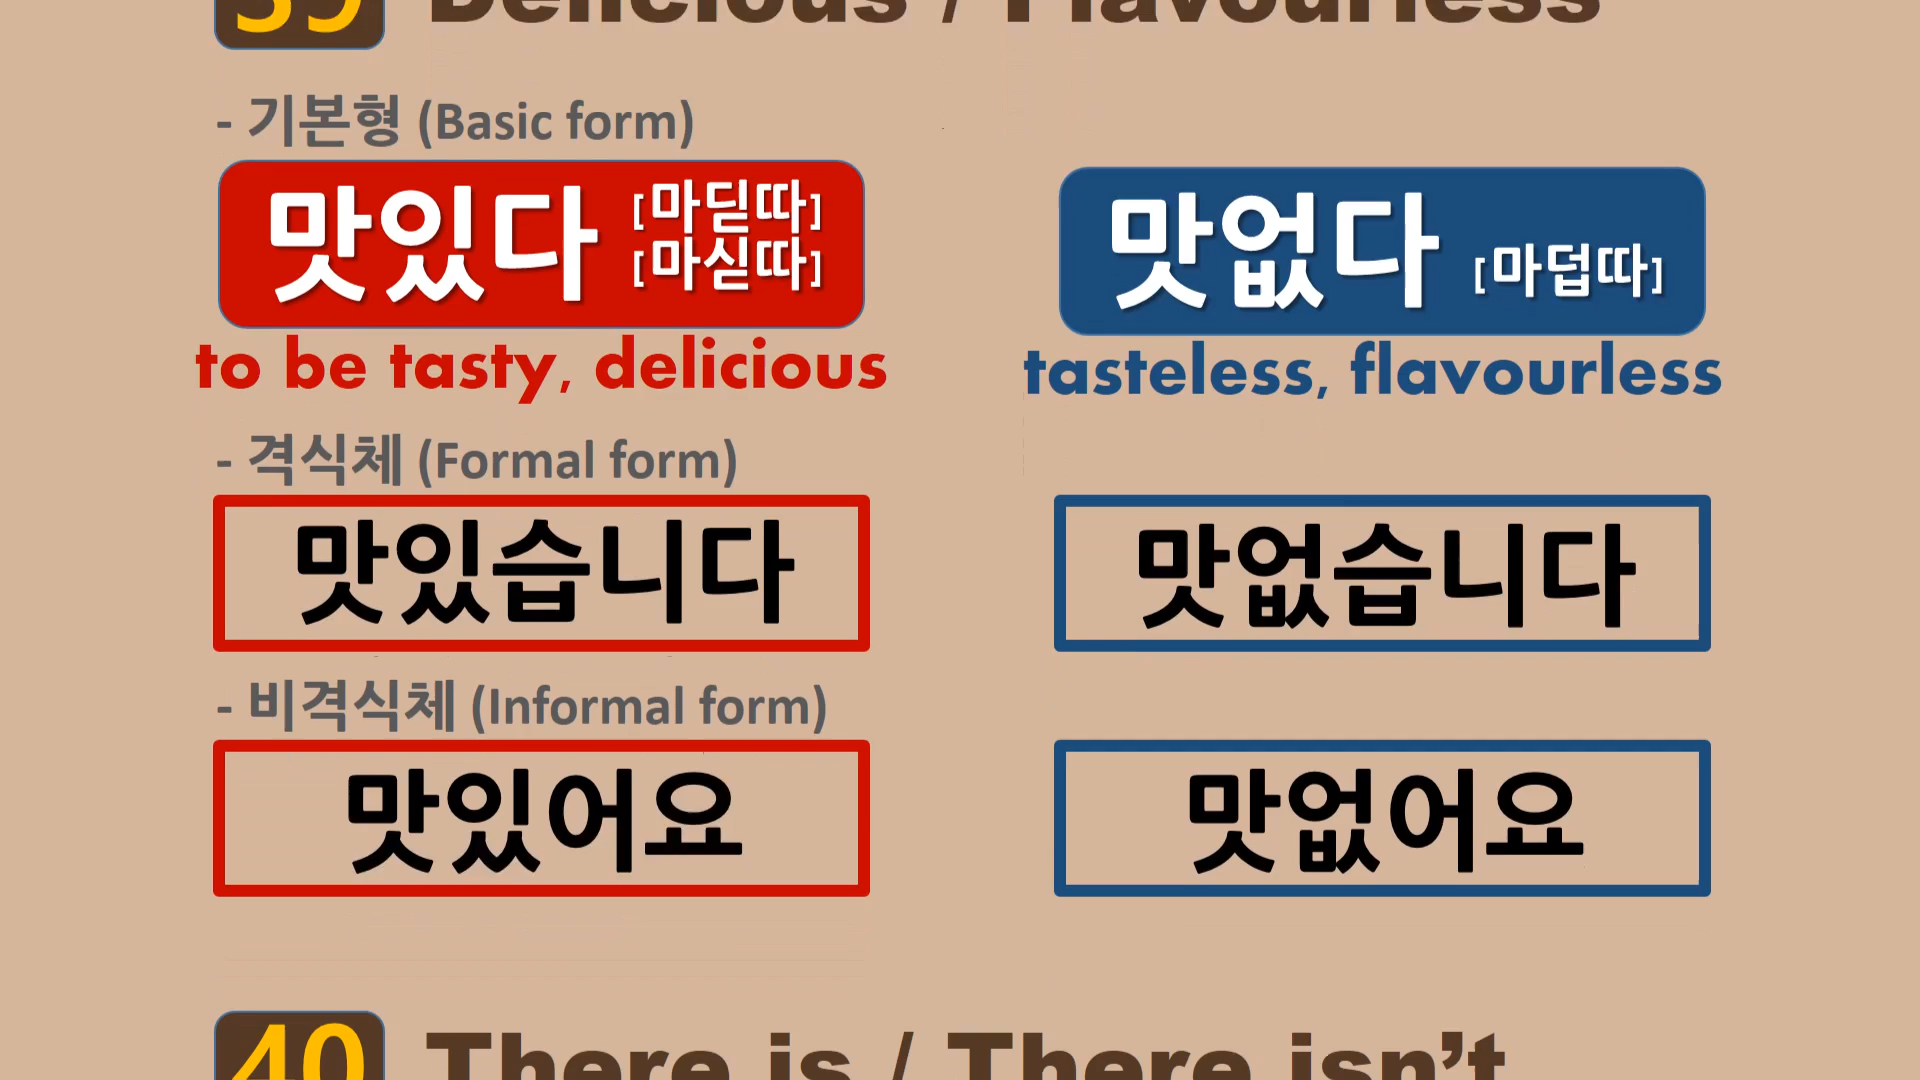 39 Delicious / Flavourless
- 기본형 (Basic form)
맛있다 [마딛따]
[마싣따]
맛없다 [마덥따]
to be tasty, delicious
tasteless, flavourless
- 격식체 (Formal form)
맛있습니다
맛없습니다
- 비격식체 (Informal form)
맛있어요
맛없어요
40 There is / There isn’t